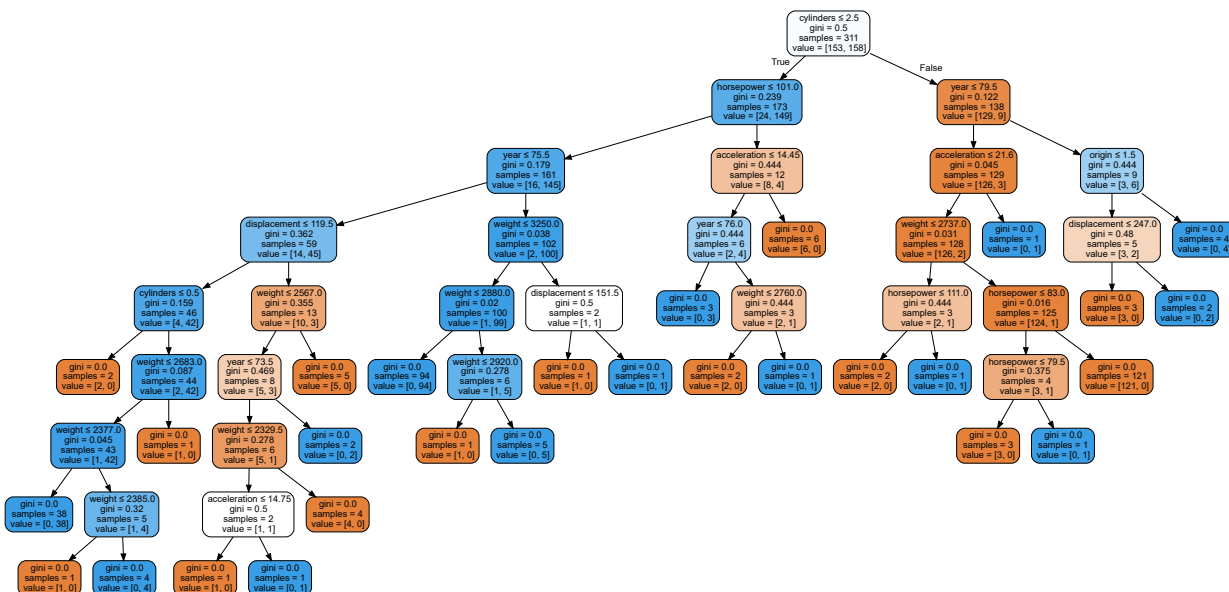 cylinders ≤ 2.5
gini = 0.5
samples = 311
value = [153, 158]
True
False
horsepower ≤ 101.0
gini = 0.239
samples = 173
value = [24, 149]
year ≤ 79.5
gini = 0.122
samples = 138
value = [129, 9]
year ≤ 75.5
gini = 0.179
samples = 161
value = [16, 145]
acceleration ≤ 14.45
gini = 0.444
samples = 12
value = [8, 4]
acceleration ≤ 21.6
gini = 0.045
samples = 129
value = [126, 3]
origin ≤ 1.5
gini = 0.444
samples = 9
value = [3, 6]
displacement ≤ 119.5
gini = 0.362
samples = 59
value = [14, 45]
weight ≤ 3250.0
gini = 0.038
samples = 102
value = [2, 100]
year ≤ 76.0
gini = 0.444
samples = 6
value = [2, 4]
gini = 0.0
samples = 6
value = [6, 0]
weight ≤ 2737.0
gini = 0.031
samples = 128
value = [126, 2]
gini = 0.0
samples = 1
value = [0, 1]
displacement ≤ 247.0
gini = 0.48
samples = 5
value = [3, 2]
gini = 0.0
samples = 4
value = [0, 4]
cylinders ≤ 0.5
gini = 0.159
samples = 46
value = [4, 42]
weight ≤ 2567.0
gini = 0.355
samples = 13
value = [10, 3]
weight ≤ 2880.0
gini = 0.02
samples = 100
value = [1, 99]
displacement ≤ 151.5
gini = 0.5
samples = 2
value = [1, 1]
gini = 0.0
samples = 3
value = [0, 3]
weight ≤ 2760.0
gini = 0.444
samples = 3
value = [2, 1]
horsepower ≤ 111.0
gini = 0.444
samples = 3
value = [2, 1]
horsepower ≤ 83.0
gini = 0.016
samples = 125
value = [124, 1]
gini = 0.0
samples = 3
value = [3, 0]
gini = 0.0
samples = 2
value = [0, 2]
gini = 0.0
samples = 2
value = [2, 0]
weight ≤ 2683.0
gini = 0.087
samples = 44
value = [2, 42]
year ≤ 73.5
gini = 0.469
samples = 8
value = [5, 3]
gini = 0.0
samples = 5
value = [5, 0]
gini = 0.0
samples = 94
value = [0, 94]
weight ≤ 2920.0
gini = 0.278
samples = 6
value = [1, 5]
gini = 0.0
samples = 1
value = [1, 0]
gini = 0.0
samples = 1
value = [0, 1]
gini = 0.0
samples = 2
value = [2, 0]
gini = 0.0
samples = 1
value = [0, 1]
gini = 0.0
samples = 2
value = [2, 0]
gini = 0.0
samples = 1
value = [0, 1]
horsepower ≤ 79.5
gini = 0.375
samples = 4
value = [3, 1]
gini = 0.0
samples = 121
value = [121, 0]
weight ≤ 2377.0
gini = 0.045
samples = 43
value = [1, 42]
gini = 0.0
samples = 1
value = [1, 0]
weight ≤ 2329.5
gini = 0.278
samples = 6
value = [5, 1]
gini = 0.0
samples = 2
value = [0, 2]
gini = 0.0
samples = 1
value = [1, 0]
gini = 0.0
samples = 5
value = [0, 5]
gini = 0.0
samples = 3
value = [3, 0]
gini = 0.0
samples = 1
value = [0, 1]
gini = 0.0
samples = 38
value = [0, 38]
weight ≤ 2385.0
gini = 0.32
samples = 5
value = [1, 4]
acceleration ≤ 14.75
gini = 0.5
samples = 2
value = [1, 1]
gini = 0.0
samples = 4
value = [4, 0]
gini = 0.0
samples = 1
value = [1, 0]
gini = 0.0
samples = 4
value = [0, 4]
gini = 0.0
samples = 1
value = [1, 0]
gini = 0.0
samples = 1
value = [0, 1]